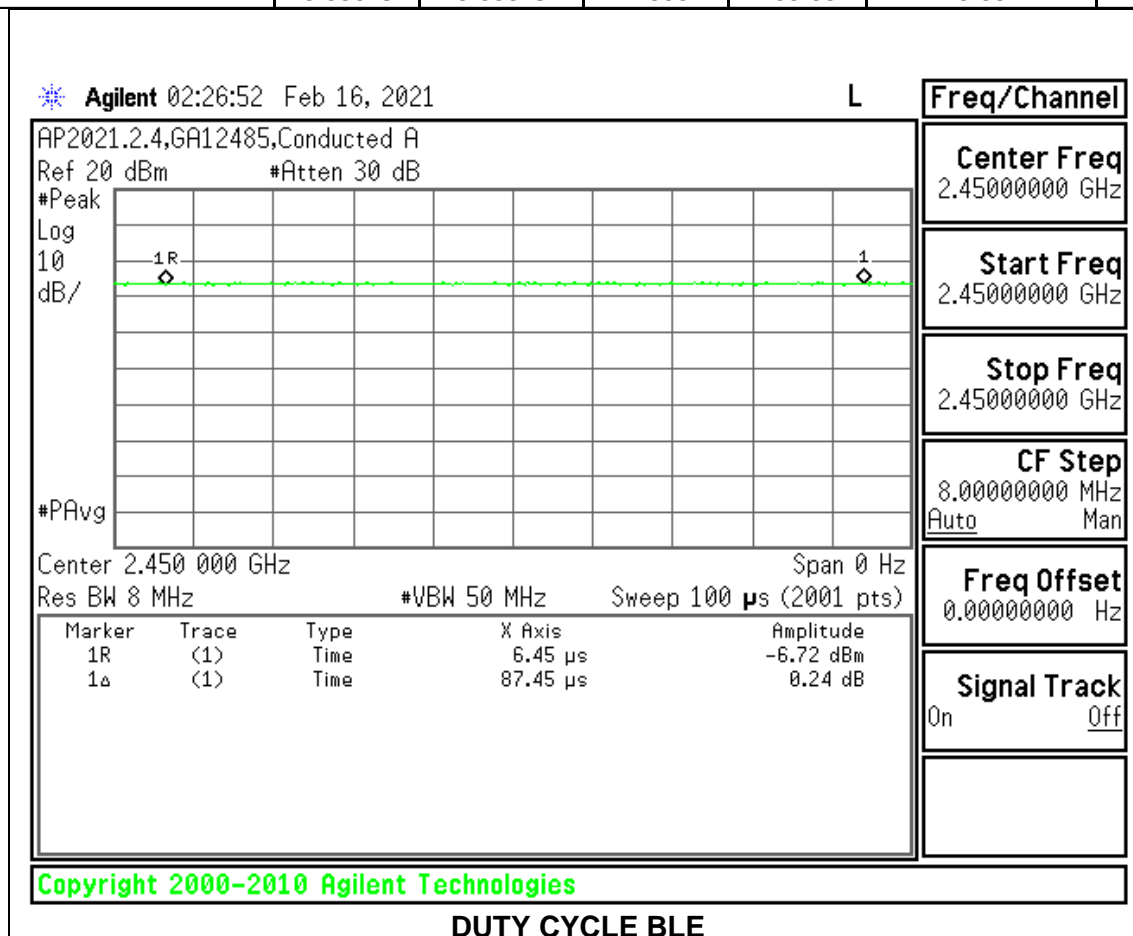 Agilent 02:26:52 Feb 16, 2021 L
Freq/Channel
AP2021.2.4,GA12485,Conducted A
Ref 20 dBm #Atten 30 dB
#Peak
Log
10
dB/
1R
1
#PAvg
Center 2.450 000 GHz Span 0 Hz
Res BW 8 MHz #VBW 50 MHz Sweep 100 µs (2001 pts)
Marker Trace Type X Axis Amplitude
1R (1) Time 6.45 µs -6.72 dBm
1∆ (1) Time 87.45 µs 0.24 dB
Center Freq
2.45000000 GHz
Start Freq
2.45000000 GHz
Stop Freq
2.45000000 GHz
CF Step
8.00000000 MHz
Auto Man
Freq Offset
0.00000000 Hz
Signal Track
On Off
Copyright 2000-2010 Agilent Technologies
DUTY CYCLE BLE